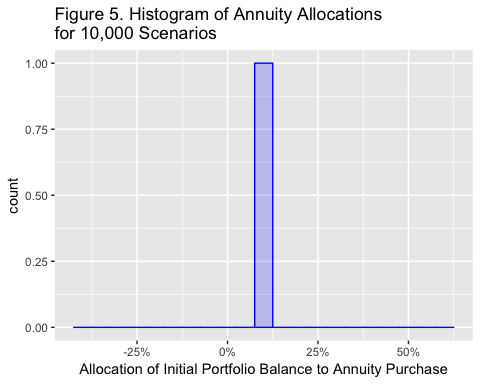 Figure 5. Histogram of Annuity Allocations
for 10,000 Scenarios
1.00
0.75
0.50
0.25
0.00
count
-25% 0% 25% 50%
Allocation of Initial Portfolio Balance to Annuity Purchase